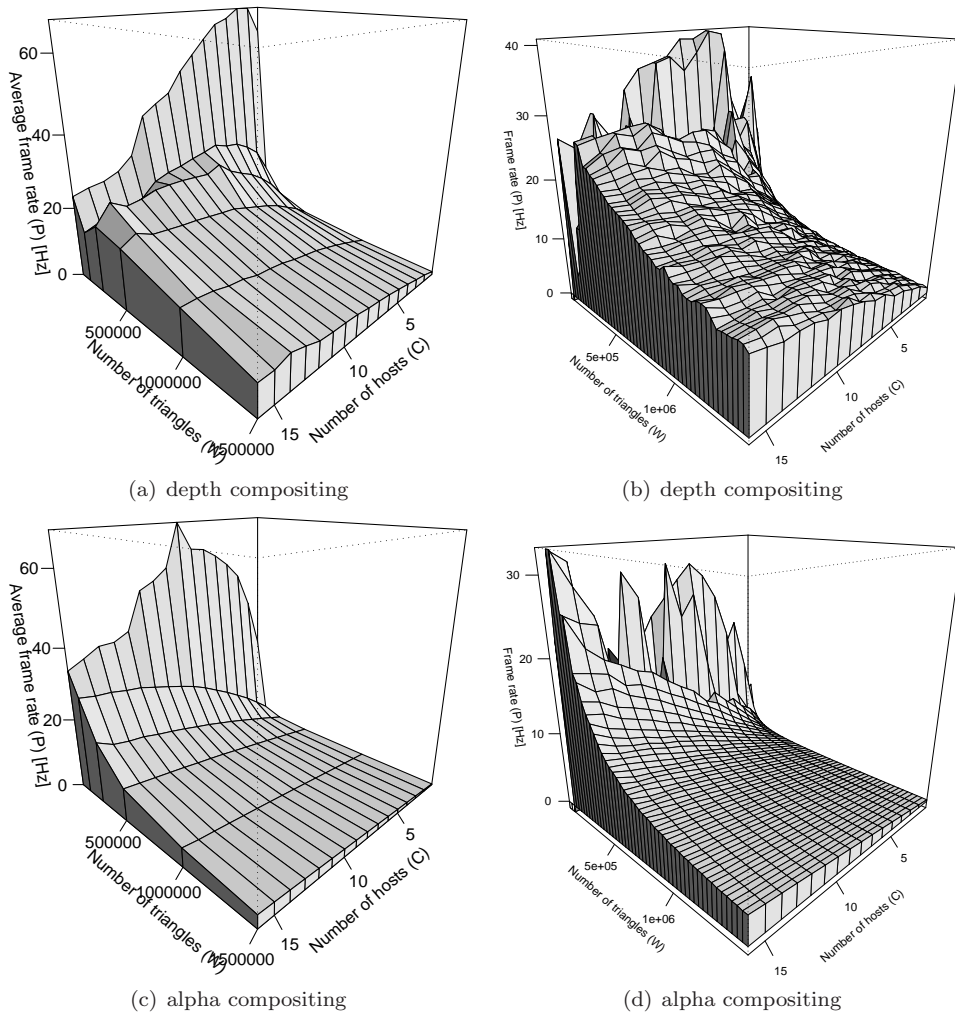 60
40
20
0
Average frame rate (P) [Hz]
500000
1000000
500000
Number of triangles (W)
5
10
15
Number of hosts (C)
(a) depth compositing
40
30
20
10
0
Frame rate (P) [Hz]
5e+05
1e+06
Number of triangles (W)
5
10
15
Number of hosts (C)
(b) depth compositing
60
40
20
0
Average frame rate (P) [Hz]
500000
1000000
500000
Number of triangles (W)
5
10
15
Number of hosts (C)
(c) alpha compositing
30
20
10
0
Frame rate (P) [Hz]
5e+05
1e+06
Number of triangles (W)
5
10
15
Number of hosts (C)
(d) alpha compositing